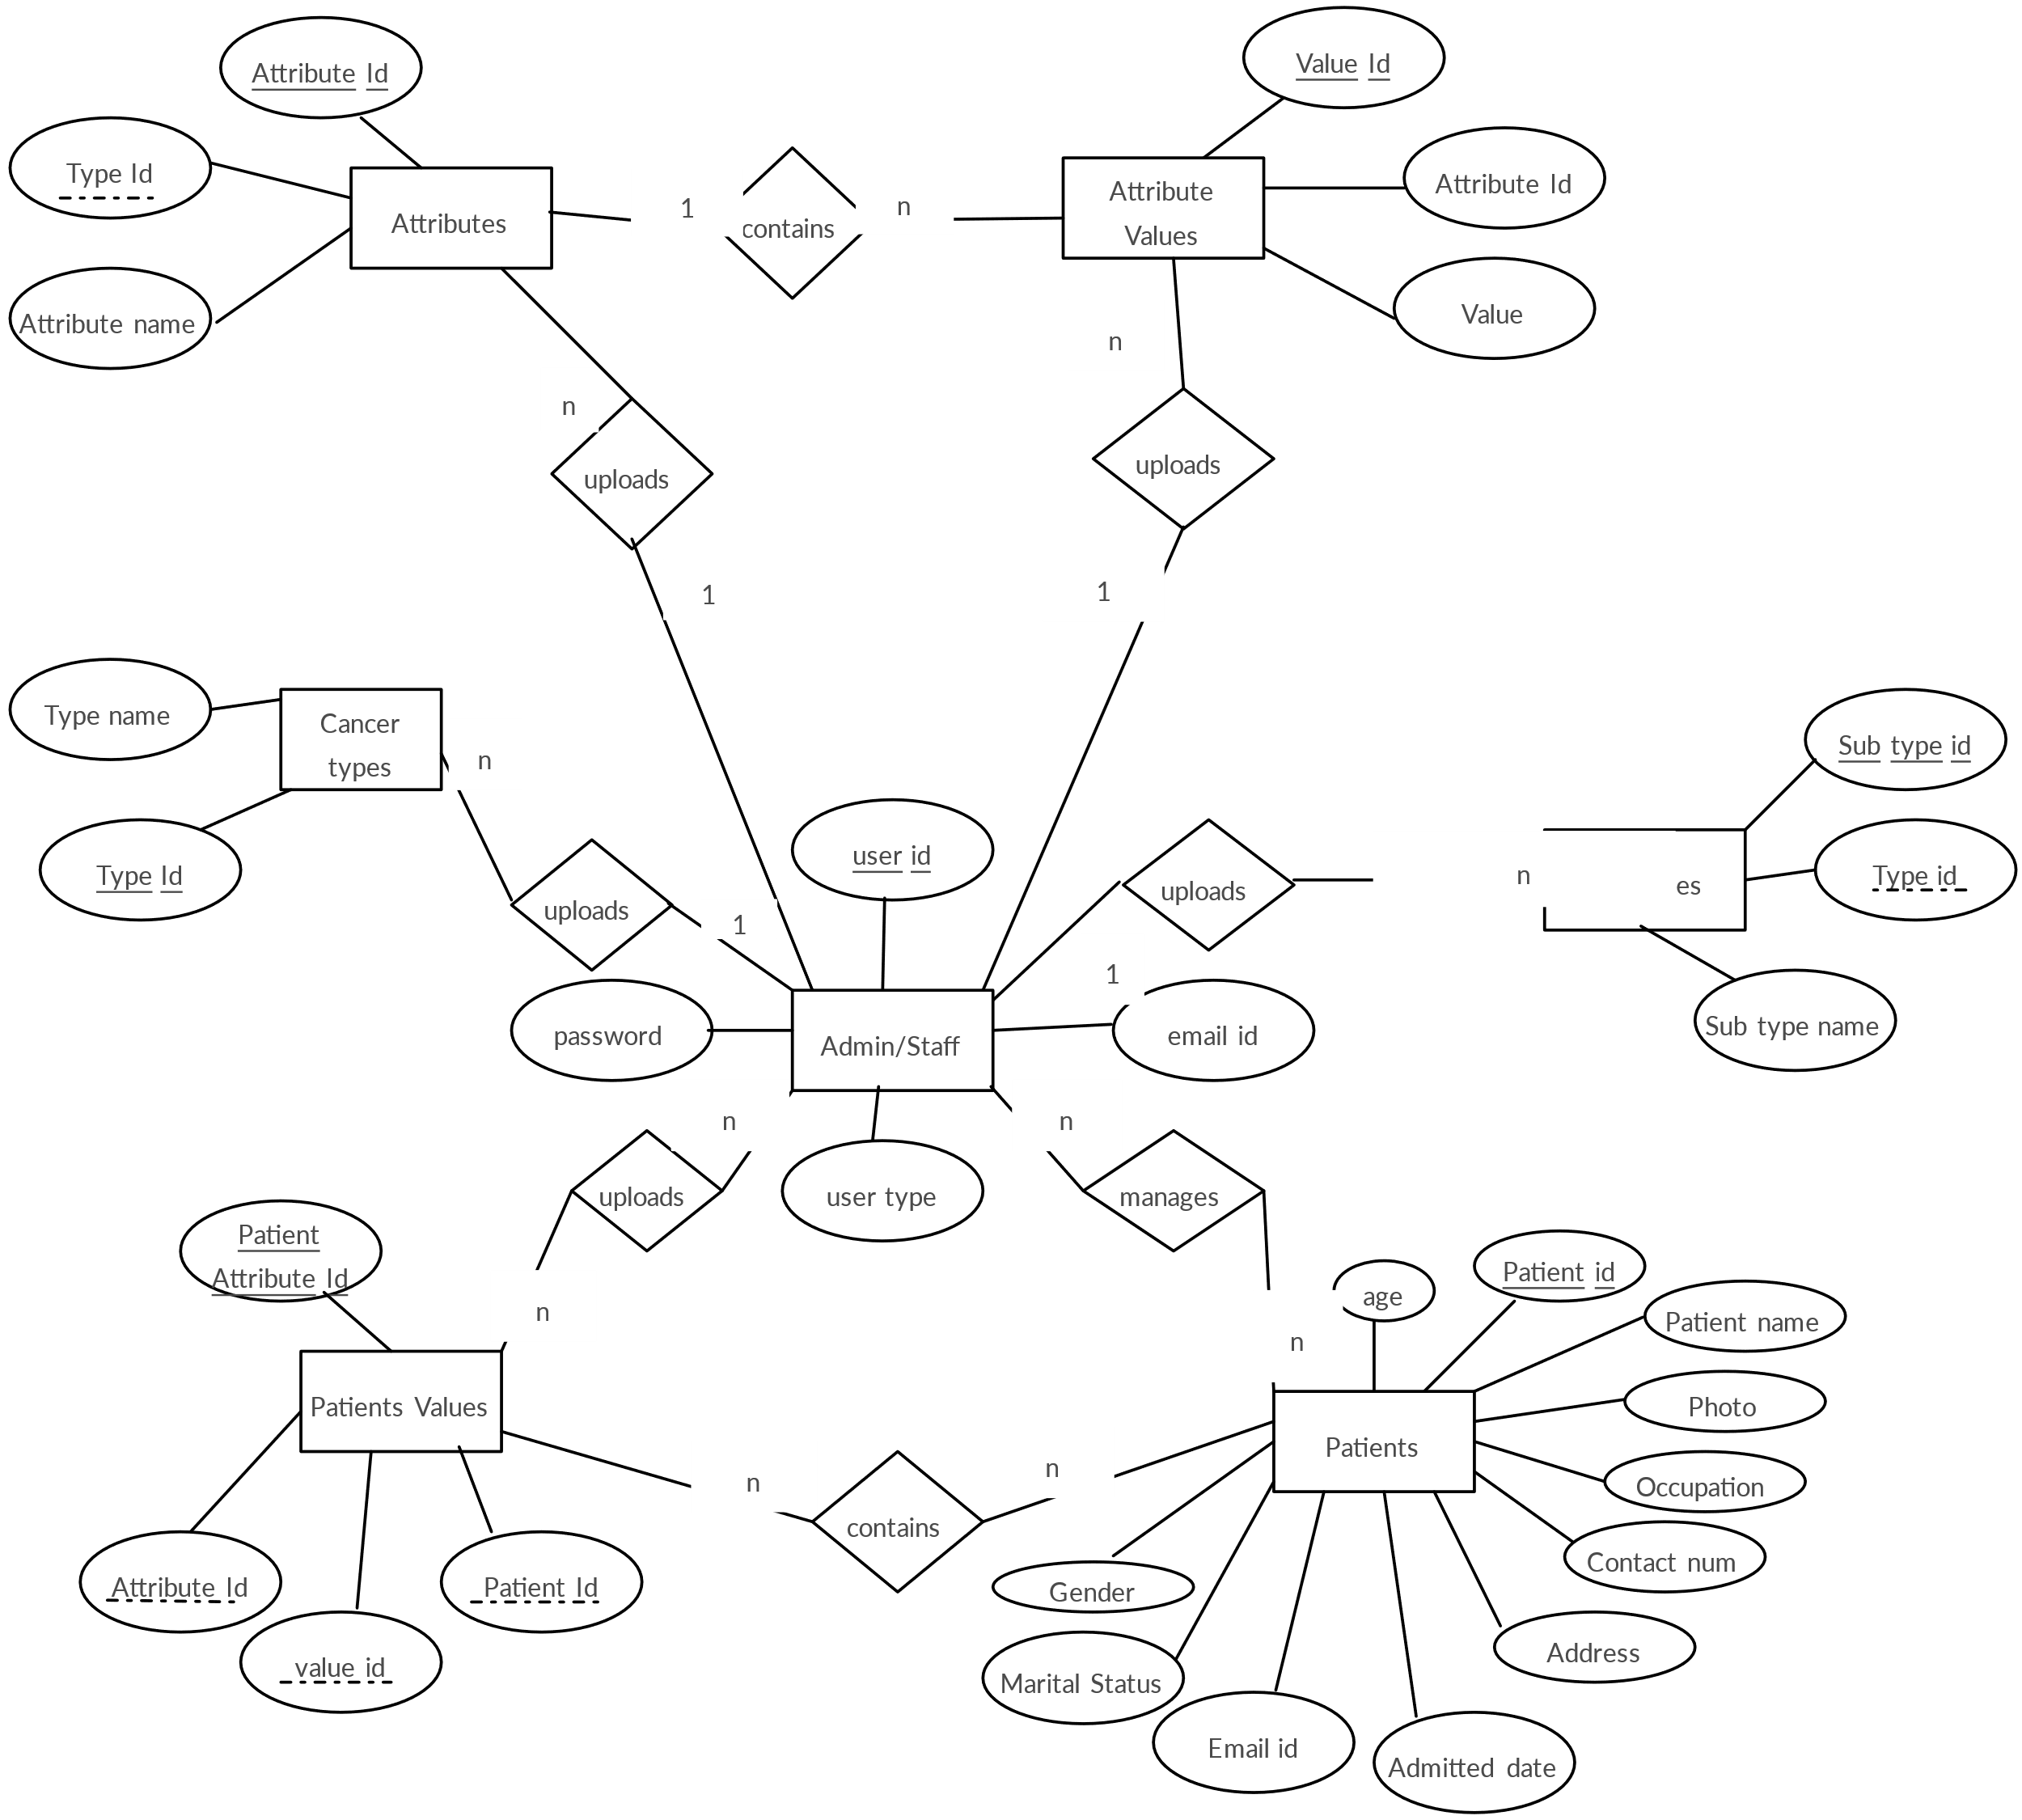 Value Id
Attribute Id
Type Id
Attribute Id
Attribute
Values
1
contains
n
Attributes
Attribute name
Value
n
n
uploads
uploads
1
1
Type name
Cancer
types
n
Sub type id
user id
Type Id
uploads
1
uploads
n
es
Type id
1
password
Admin/Staff
email id
Sub type name
n
n
uploads
user type
manages
Patient
Attribute Id
n
age
Patient id
Patient name
n
Patients Values
Photo
Patients
n
n
Occupation
contains
Contact num
Attribute Id
Patient Id
Gender
value id
Marital Status
Address
Email id
Admitted date